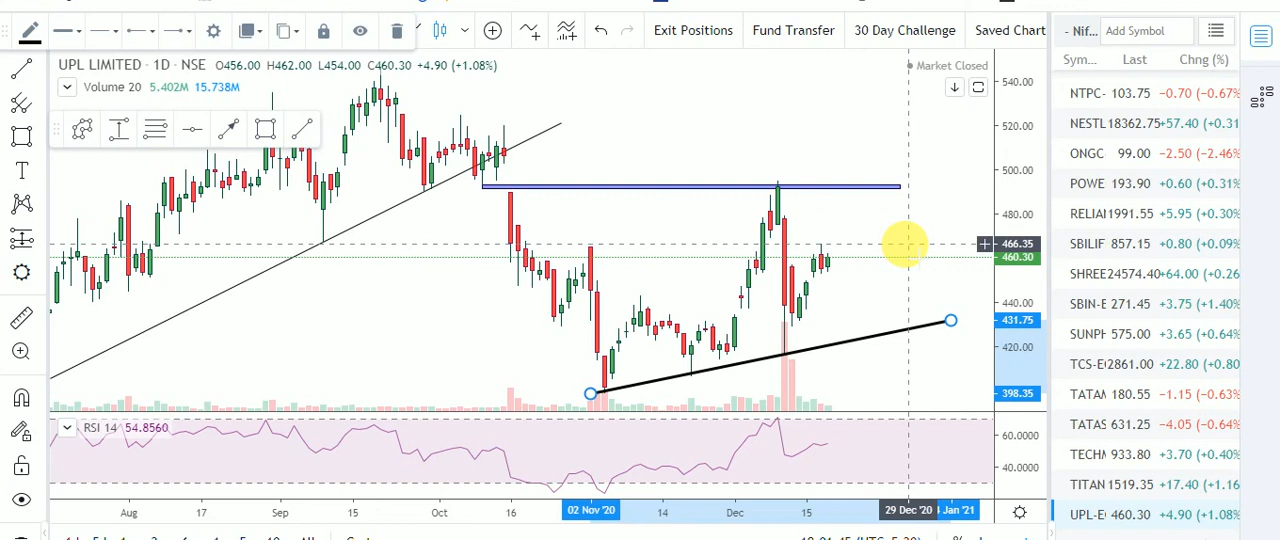 Exit Positions Fund Transfer 30 Day Challenge Saved Chart - Nif... Add Symbol
UPL LIMITED · 1D · NSE O456.00 H462.00 L454.00 C460.30 +4.90 (+1.08%) Market Closed
Sym... Last Chng (%)
Volume 20 5.402M 15.738M
540.00
520.00
500.00
480.00
466.35
460.30
440.00
431.75
420.00
398.35
NTPC- 103.75 −0.70 (−0.67%
NESTL 18362.75 +57.40 (+0.31
ONGC 99.00 −2.50 (−2.46%
POWE 193.90 +0.60 (+0.31%
RELIAI 1991.55 +5.95 (+0.30%
SBILIF 857.15 +0.80 (+0.09%
SHREE 24574.40 +64.00 (+0.26
SBIN-E 271.45 +3.75 (+1.40%
SUNPH 575.00 +3.65 (+0.64%
TCS-E 2861.00 +22.80 (+0.80
TATAM 180.55 −1.15 (−0.63%
TATAS 631.25 −4.05 (−0.64%
TECH 933.80 +3.70 (+0.40%
TITAN 1519.35 +17.40 (+1.16
UPL-E 460.30 +4.90 (+1.08%
RSI 14 54.8560
60.0000
40.0000
Aug 17 Sep 16 Oct 16 02 Nov '20 14 Dec 15 29 Dec '20 Jan '21